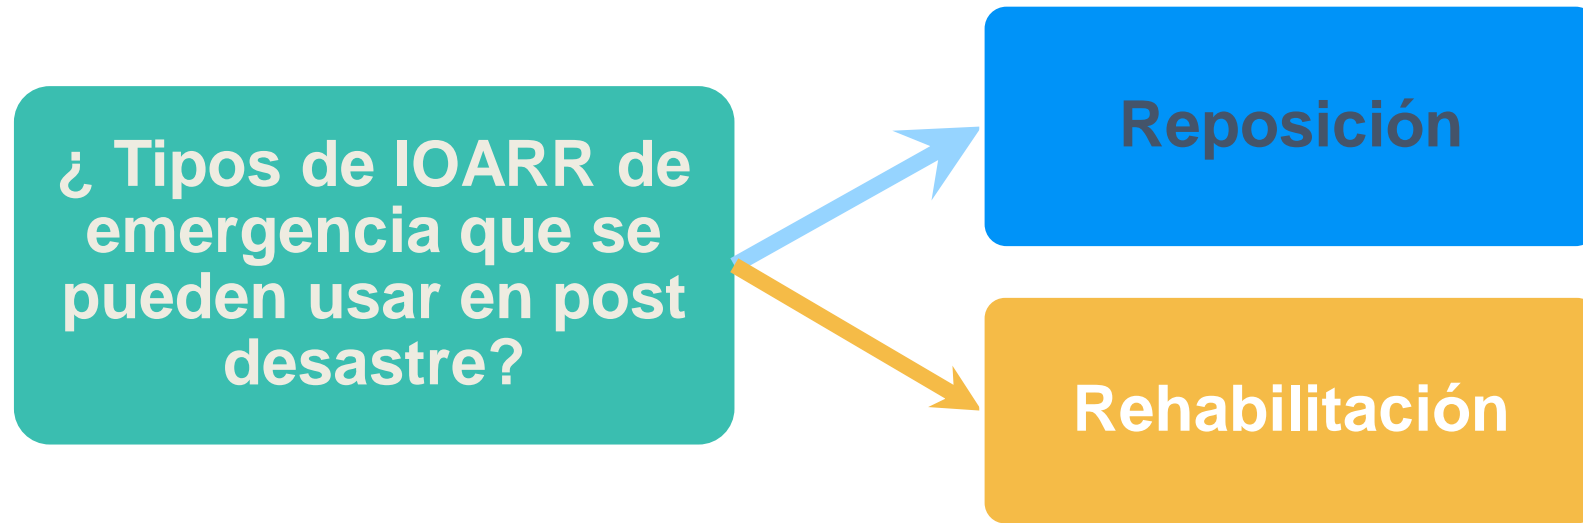 ¿ Tipos de IOARR de
emergencia que se
pueden usar en post
desastre?
Reposición
Rehabilitación